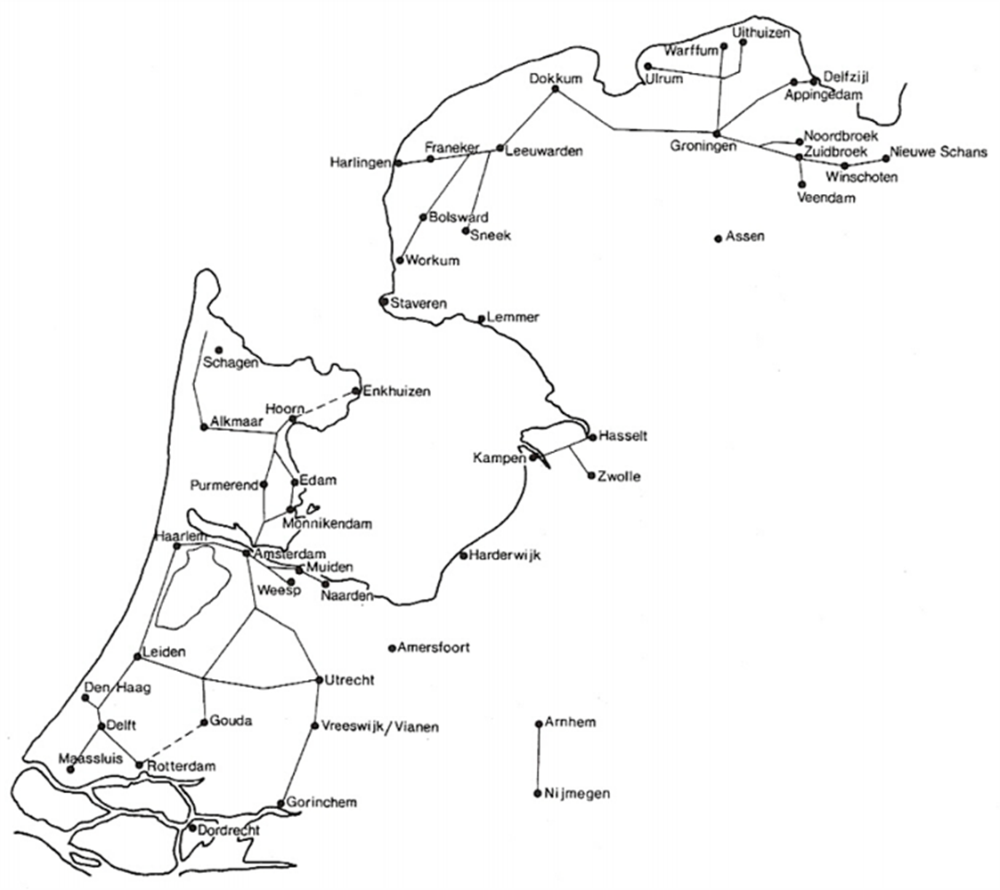 Uithuizen
Warffum
Ulrum
Delfzijl
Dokkum
Appingedam
Groningen
Noordbroek
Franeker
Leeuwarden
Zuidbroek
Nieuwe Schans
Harlingen
Winschoten
Veendam
Bolsward
Sneek
Assen
Workum
Staveren
Lemmer
Schagen
Enkhuizen
Hoorn
Alkmaar
Hasselt
Kampen
Zwolle
Purmerend
Edam
Monnikendam
Haarlem
Amsterdam
Harderwijk
Muiden
Weesp
Naarden
Amersfoort
Leiden
Utrecht
Den Haag
Gouda
Delft
Vreeswijk/Vianen
Arnhem
Maassluis
Rotterdam
Nijmegen
Gorinchem
Dordrecht